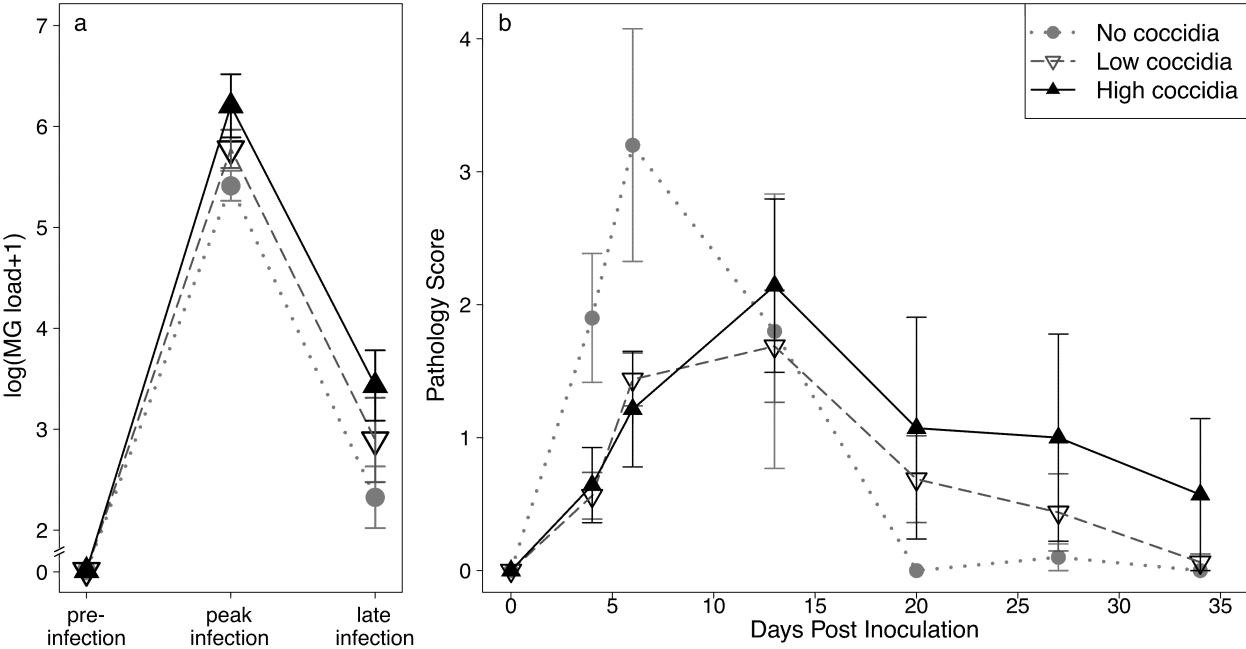 a
log(MG load+1)
7
6
5
4
3
2
0
pre-
infection
peak
infection
late
infection
b
Pathology Score
4
3
2
1
0
0 5 10 15 20 25 30 35
Days Post Inoculation
No coccidia
Low coccidia
High coccidia